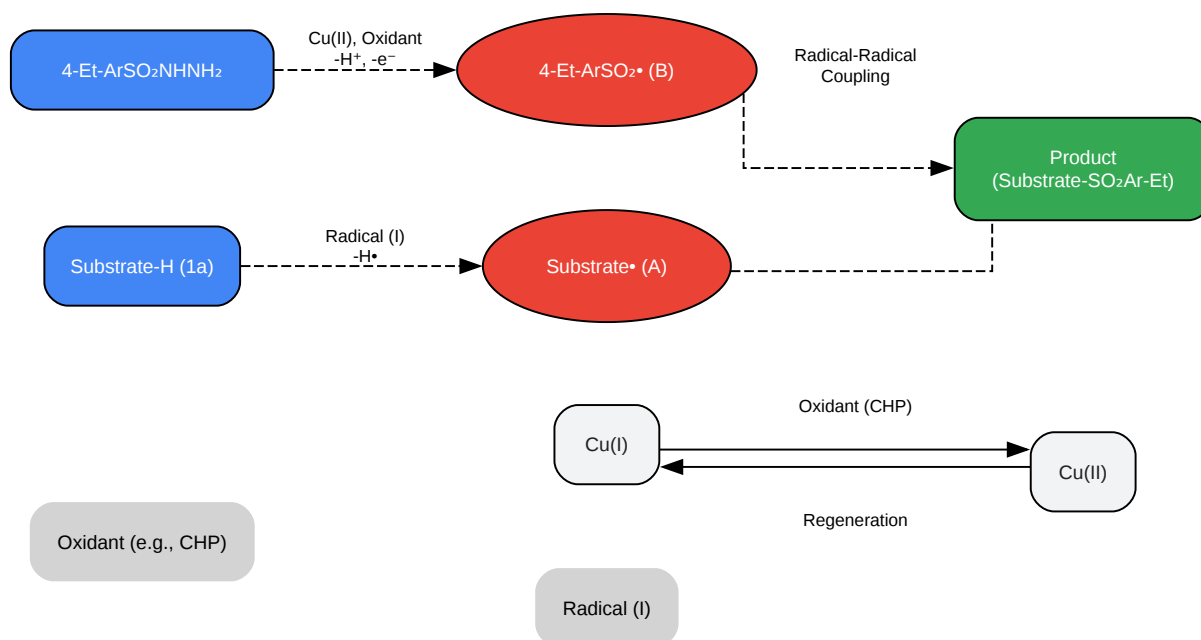 4-Et-ArSO₂NHNH₂
Cu(II), Oxidant
-H⁺, -e⁻
4-Et-ArSO₂• (B)
Radical-Radical
Coupling
Product
(Substrate-SO₂Ar-Et)
Substrate-H (1a)
Radical (I)
-H•
Substrate• (A)
Oxidant (CHP)
Cu(I)
Cu(II)
Regeneration
Oxidant (e.g., CHP)
Radical (I)